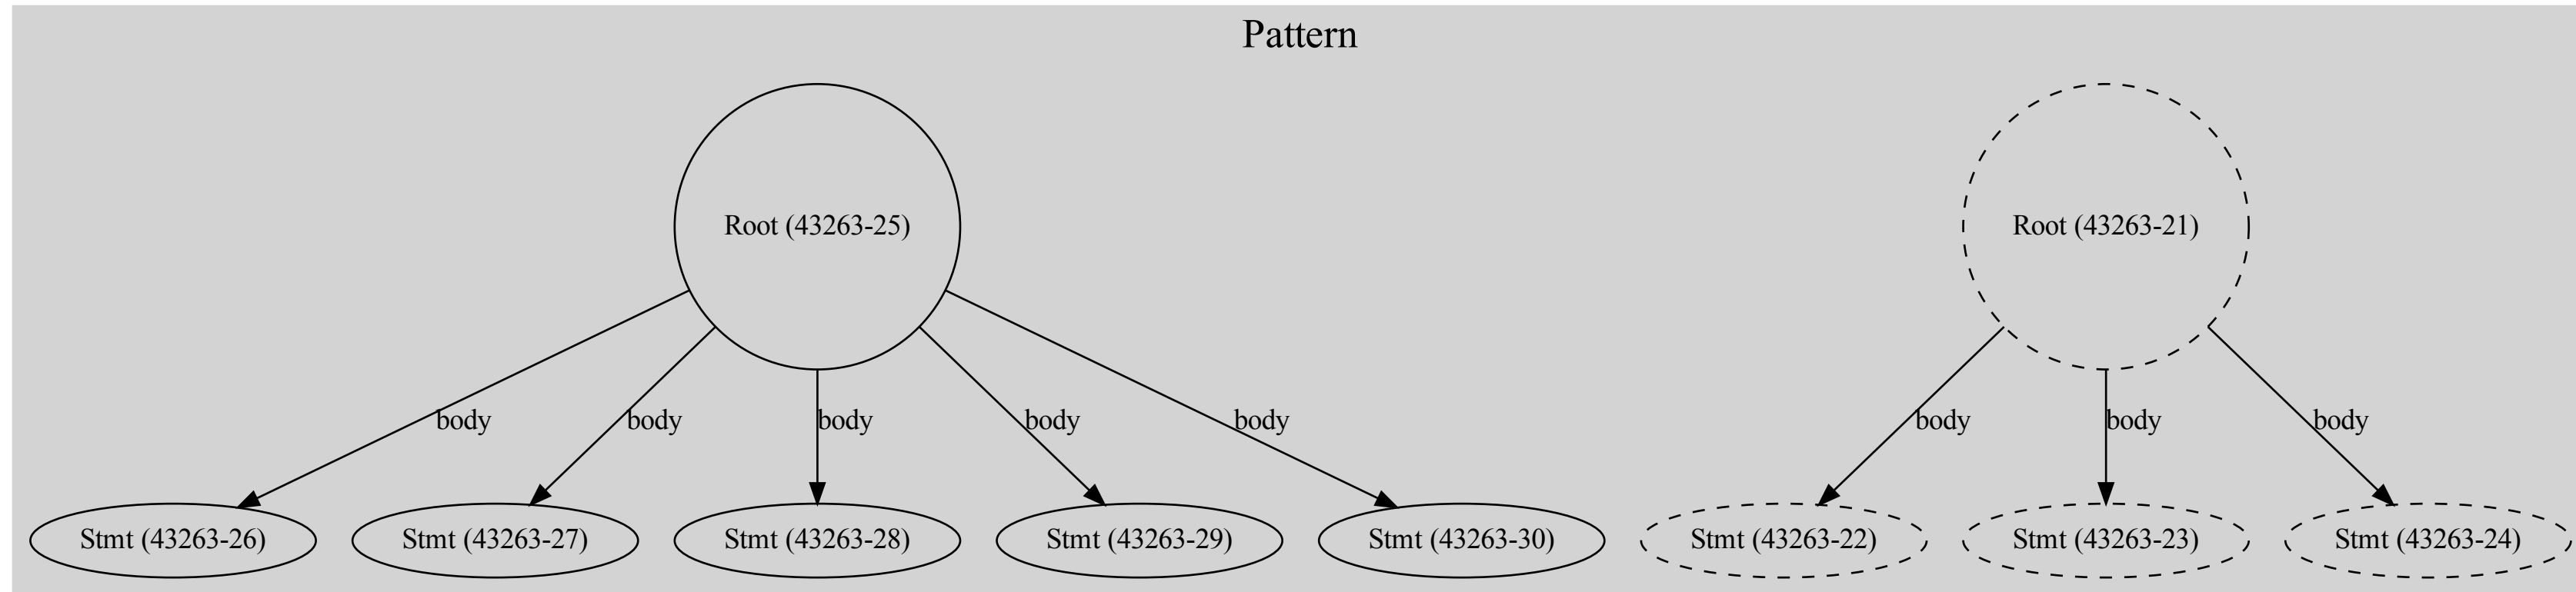 Pattern
Root (43263-25)
Root (43263-21)
body
body
body
body
body
body
body
body
Stmt (43263-26)
Stmt (43263-27)
Stmt (43263-28)
Stmt (43263-29)
Stmt (43263-30)
Stmt (43263-22)
Stmt (43263-23)
Stmt (43263-24)